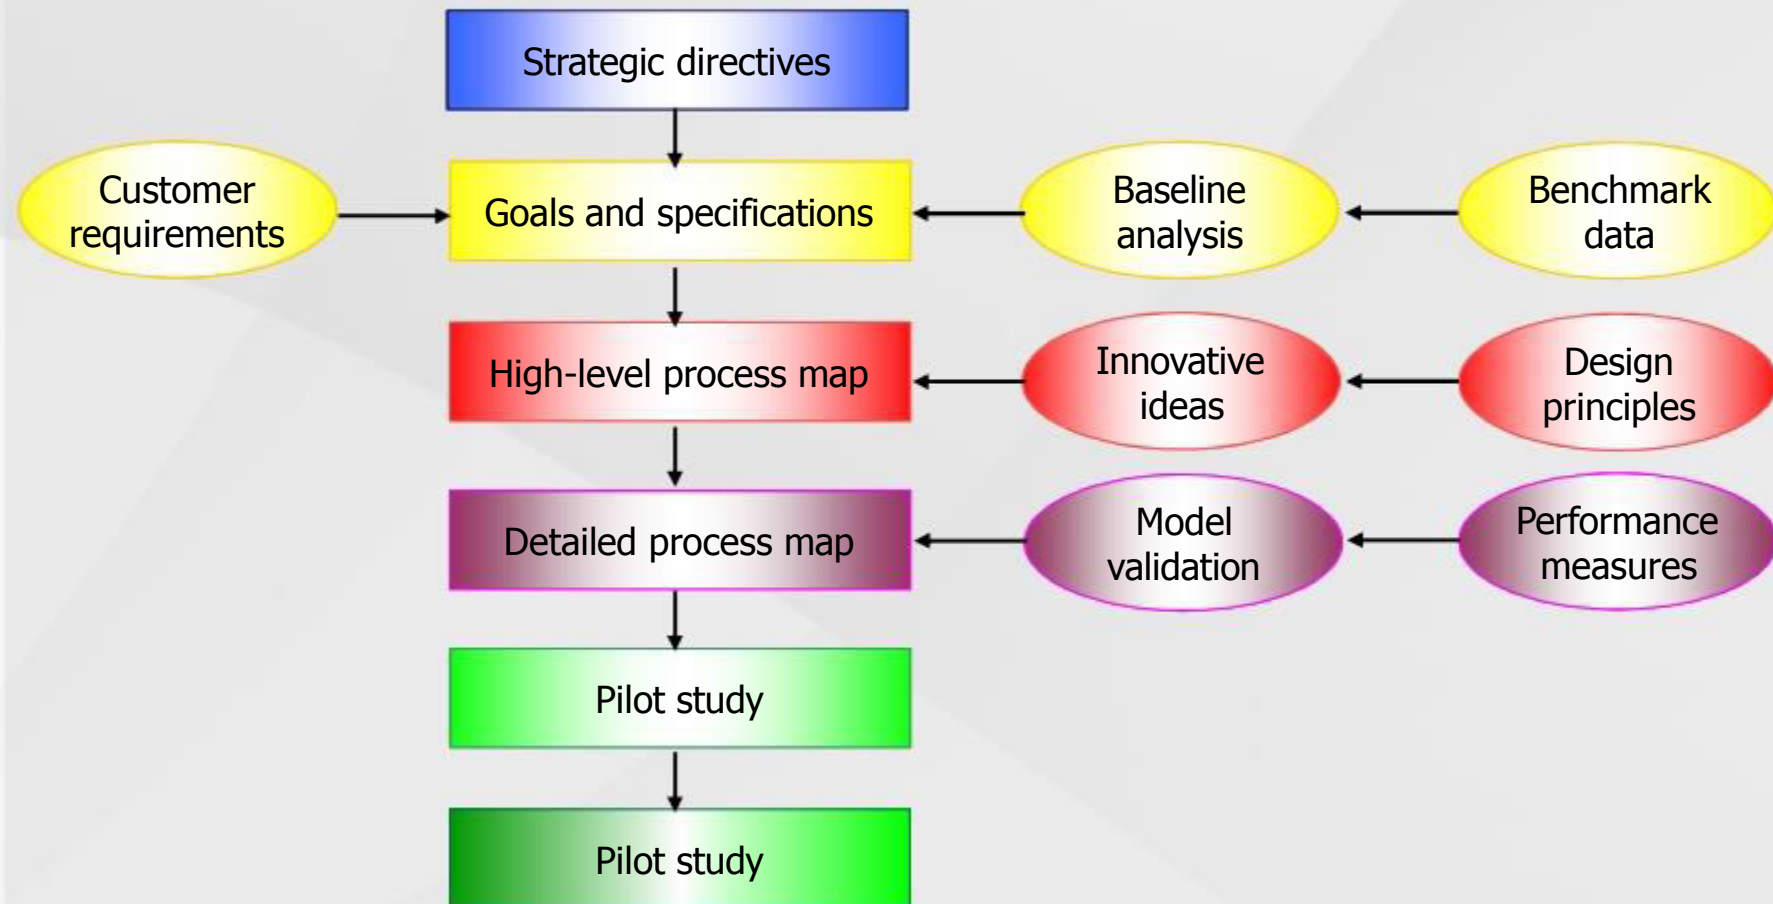 Strategic directives
Customer
requirements
Goals and specifications
Baseline
analysis
Benchmark
data
High-level process map
Innovative
ideas
Design
principles
Detailed process map
Model
validation
Performance
measures
Pilot study
Pilot study